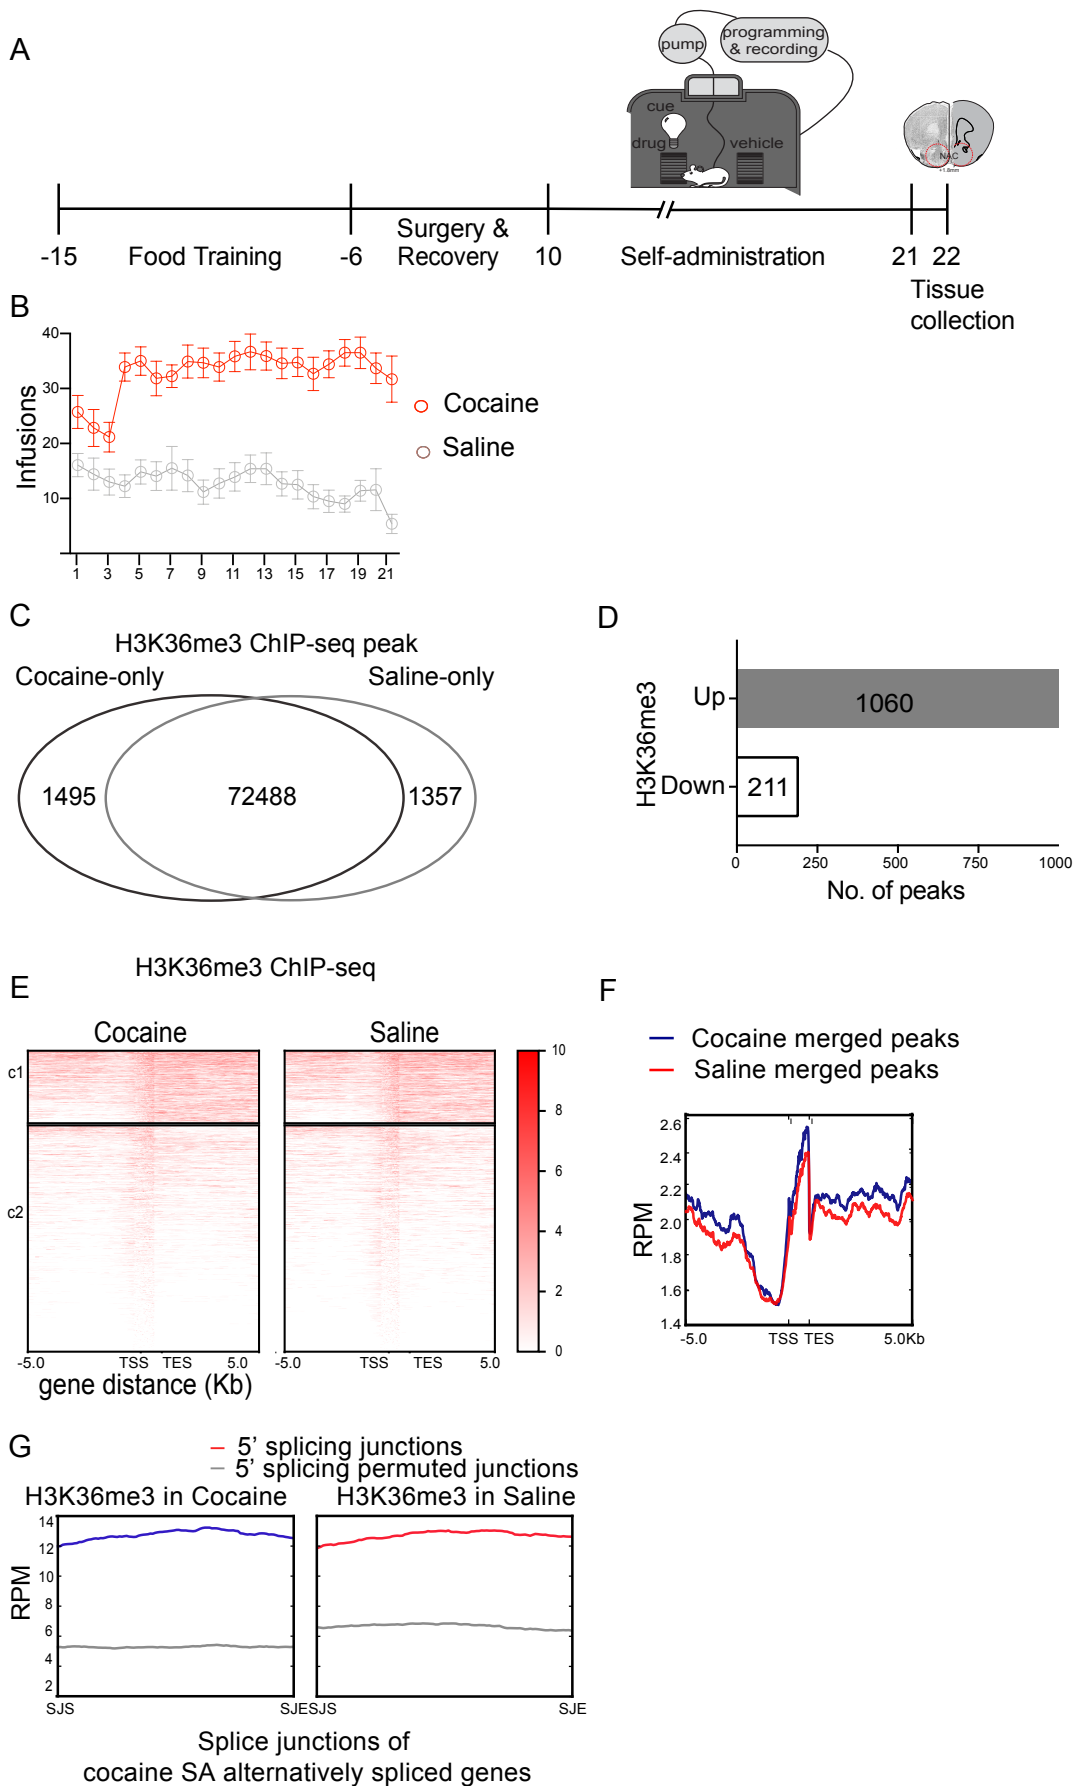 A
pump
programming
& recording
cue
drug
vehicle
NAC
+1.8mm
-15
Food Training
-6
Surgery &
Recovery
10
Self-administration
21
22
Tissue
collection
B
40
30
20
10
Infusions
1 3 5 7 9 11 13 15 17 19 21
Cocaine
Saline
C
H3K36me3 ChIP-seq peak
Cocaine-only
Saline-only
1495
72488
1357
D
H3K36me3
Up
1060
Down
211
0 250 500 750 1000
No. of peaks
H3K36me3 ChIP-seq
E
Cocaine
Saline
c1
c2
10
8
6
4
2
0
-5.0 TSS TES 5.0
-5.0 TSS TES 5.0
gene distance (Kb)
F
Cocaine merged peaks
Saline merged peaks
2.6
2.4
2.2
2.0
1.8
1.6
1.4
RPM
-5.0 TSS TES 5.0Kb
G
5' splicing junctions
5' splicing permuted junctions
H3K36me3 in Cocaine
H3K36me3 in Saline
14
12
10
8
6
4
2
RPM
SJS SJE
SJS SJE
Splice junctions of
cocaine SA alternatively spliced genes